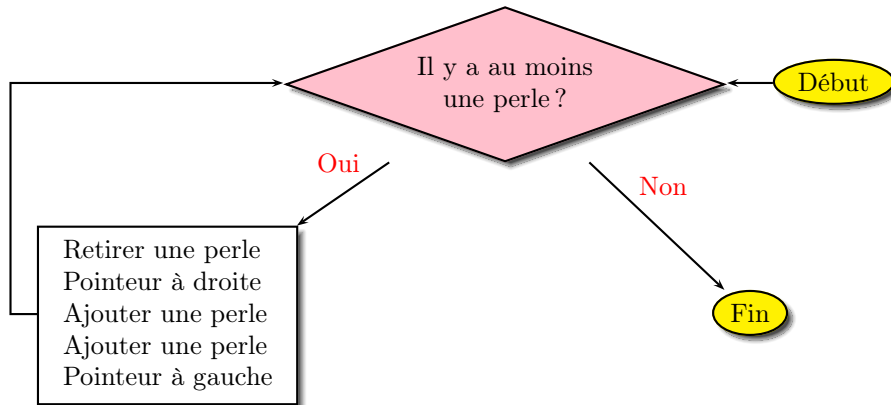 Il y a au moins
une perle ?
Début
Oui
Non
Retirer une perle
Pointeur à droite
Ajouter une perle
Ajouter une perle
Pointeur à gauche
Fin